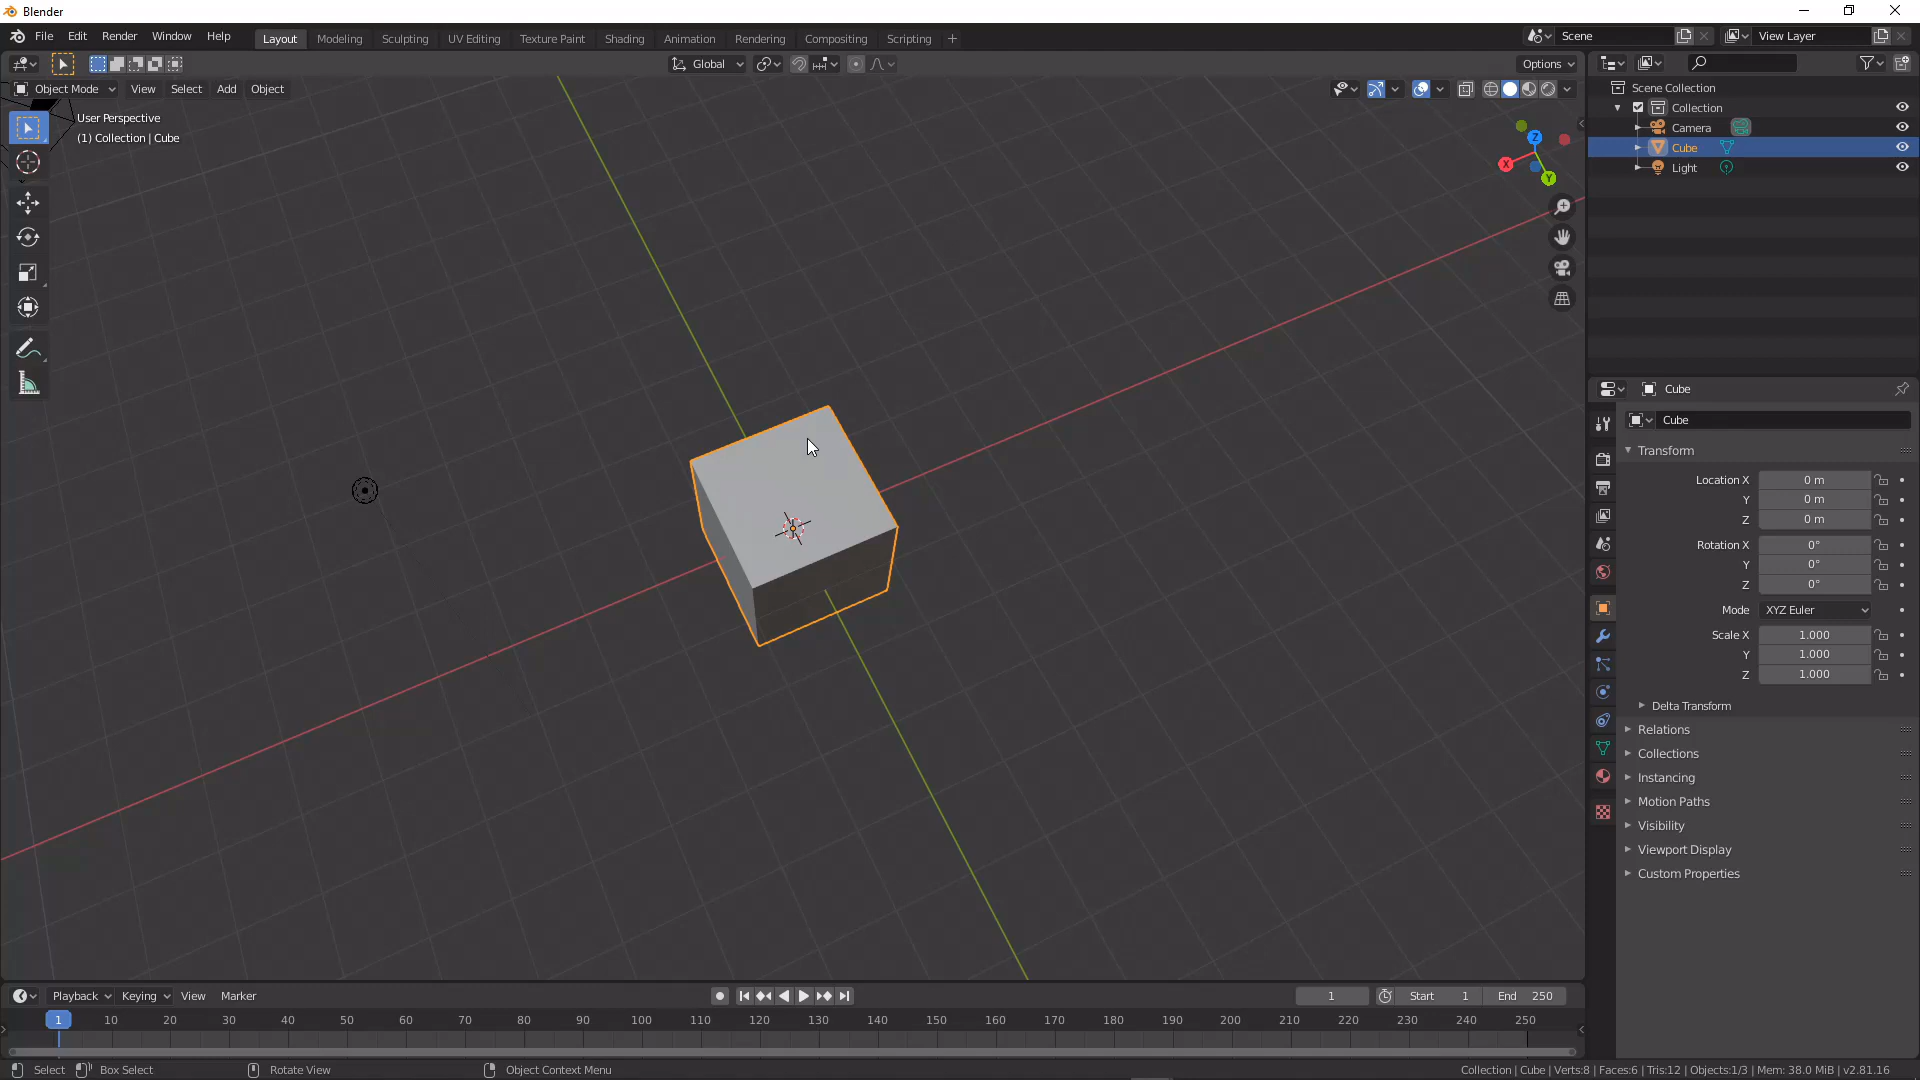 Blender
File Edit Render Window Help Layout Modeling Sculpting UV Editing Texture Paint Shading Animation Rendering Compositing Scripting + Scene View Layer
Global Options
Object Mode View Select Add Object
User Perspective
(1) Collection | Cube
Z
X
Y
Scene Collection
Collection
Camera
Cube
Light
Cube
Cube
Transform
Location X 0 m
Y 0 m
Z 0 m
Rotation X 0°
Y 0°
Z 0°
Mode XYZ Euler
Scale X 1.000
Y 1.000
Z 1.000
Delta Transform
Relations
Collections
Instancing
Motion Paths
Visibility
Viewport Display
Custom Properties
Playback Keying View Marker 1 Start 1 End 250
1 10 20 30 40 50 60 70 80 90 100 110 120 130 140 150 160 170 180 190 200 210 220 230 240 250
Select Box Select Rotate View Object Context Menu Collection | Cube | Verts:8 | Faces:6 | Tris:12 | Objects:1/3 | Mem: 38.0 MiB | v2.81.16